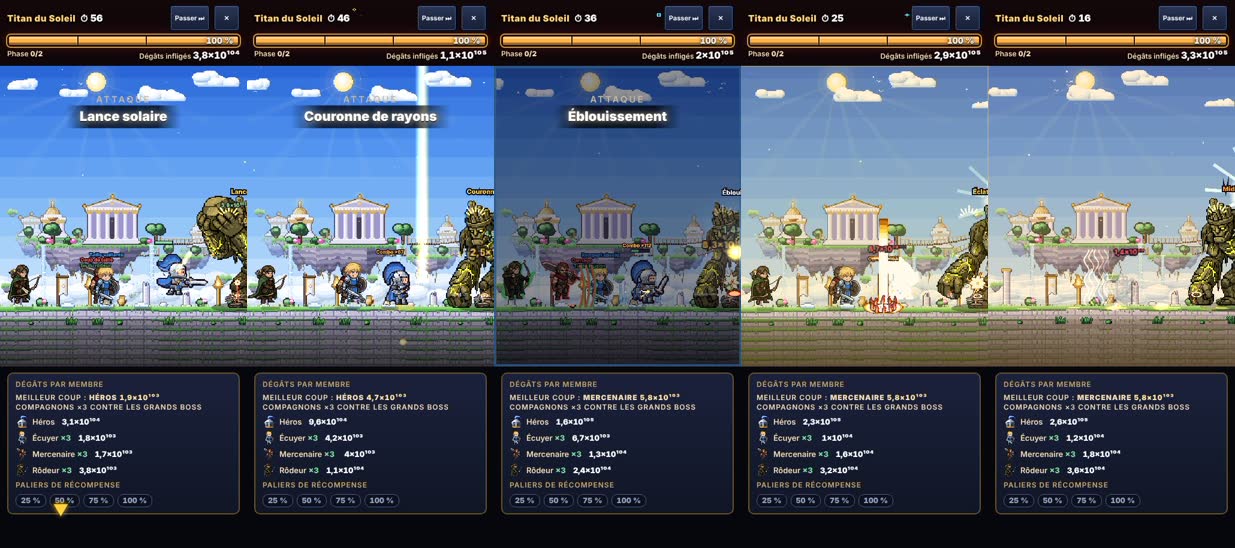 Titan du Soleil ⏱ 56
Passer ⏭
×
100 %
Phase 0/2
Dégâts infligés 3,8×10¹⁰⁴
ATTAQUE
Lance solaire
Lanc
DÉGÂTS PAR MEMBRE
MEILLEUR COUP : HÉROS 1,9×10¹⁰³
COMPAGNONS ×3 CONTRE LES GRANDS BOSS
Héros 3,1×10¹⁰⁴
Écuyer ×3 1,8×10¹⁰³
Mercenaire ×3 1,7×10¹⁰³
Rôdeur ×3 3,8×10¹⁰³
PALIERS DE RÉCOMPENSE
25 % 50 % 75 % 100 %
Titan du Soleil ⏱ 46
Passer ⏭
×
100 %
Phase 0/2
Dégâts infligés 1,1×10¹⁰⁵
ATTAQUE
Couronne de rayons
Couronn
DÉGÂTS PAR MEMBRE
MEILLEUR COUP : HÉROS 4,7×10¹⁰³
COMPAGNONS ×3 CONTRE LES GRANDS BOSS
Héros 9,6×10¹⁰⁴
Écuyer ×3 4,2×10¹⁰³
Mercenaire ×3 4×10¹⁰³
Rôdeur ×3 1,1×10¹⁰⁴
PALIERS DE RÉCOMPENSE
25 % 50 % 75 % 100 %
Titan du Soleil ⏱ 36
Passer ⏭
×
100 %
Phase 0/2
Dégâts infligés 2×10¹⁰⁵
ATTAQUE
Éblouissement
Éblou
DÉGÂTS PAR MEMBRE
MEILLEUR COUP : MERCENAIRE 5,8×10¹⁰³
COMPAGNONS ×3 CONTRE LES GRANDS BOSS
Héros 1,6×10¹⁰⁵
Écuyer ×3 6,7×10¹⁰³
Mercenaire ×3 1,3×10¹⁰⁴
Rôdeur ×3 2,4×10¹⁰⁴
PALIERS DE RÉCOMPENSE
25 % 50 % 75 % 100 %
Titan du Soleil ⏱ 25
Passer ⏭
×
100 %
Phase 0/2
Dégâts infligés 2,9×10¹⁰⁵
Éclat
DÉGÂTS PAR MEMBRE
MEILLEUR COUP : MERCENAIRE 5,8×10¹⁰³
COMPAGNONS ×3 CONTRE LES GRANDS BOSS
Héros 2,3×10¹⁰⁵
Écuyer ×3 1×10¹⁰⁴
Mercenaire ×3 1,6×10¹⁰⁴
Rôdeur ×3 3,2×10¹⁰⁴
PALIERS DE RÉCOMPENSE
25 % 50 % 75 % 100 %
Titan du Soleil ⏱ 16
Passer ⏭
×
100 %
Phase 0/2
Dégâts infligés 3,3×10¹⁰⁵
Mid
DÉGÂTS PAR MEMBRE
MEILLEUR COUP : MERCENAIRE 5,8×10¹⁰³
COMPAGNONS ×3 CONTRE LES GRANDS BOSS
Héros 2,6×10¹⁰⁵
Écuyer ×3 1,2×10¹⁰⁴
Mercenaire ×3 1,8×10¹⁰⁴
Rôdeur ×3 3,6×10¹⁰⁴
PALIERS DE RÉCOMPENSE
25 % 50 % 75 % 100 %